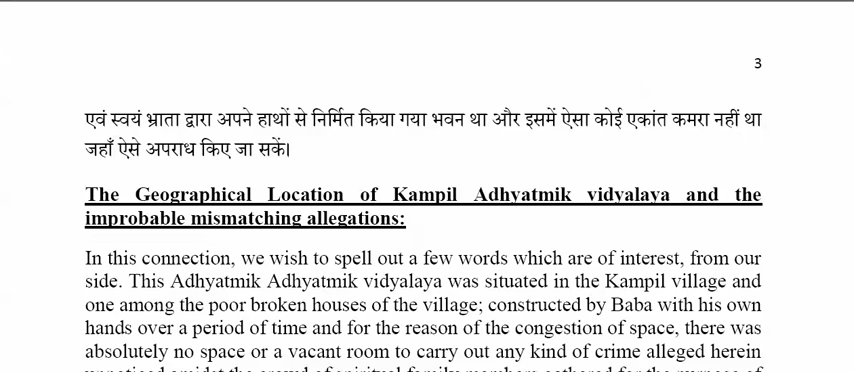 3
एवं स्वयं भ्राता द्वारा अपने हाथों से निर्मित किया गया भवन था और इसमें ऐसा कोई एकांत कमरा नहीं था
जहाँ ऐसे अपराध किए जा सकें।
The Geographical Location of Kampil Adhyatmik vidyalaya and the
improbable mismatching allegations:
In this connection, we wish to spell out a few words which are of interest, from our
side. This Adhyatmik Adhyatmik vidyalaya was situated in the Kampil village and
one among the poor broken houses of the village; constructed by Baba with his own
hands over a period of time and for the reason of the congestion of space, there was
absolutely no space or a vacant room to carry out any kind of crime alleged herein